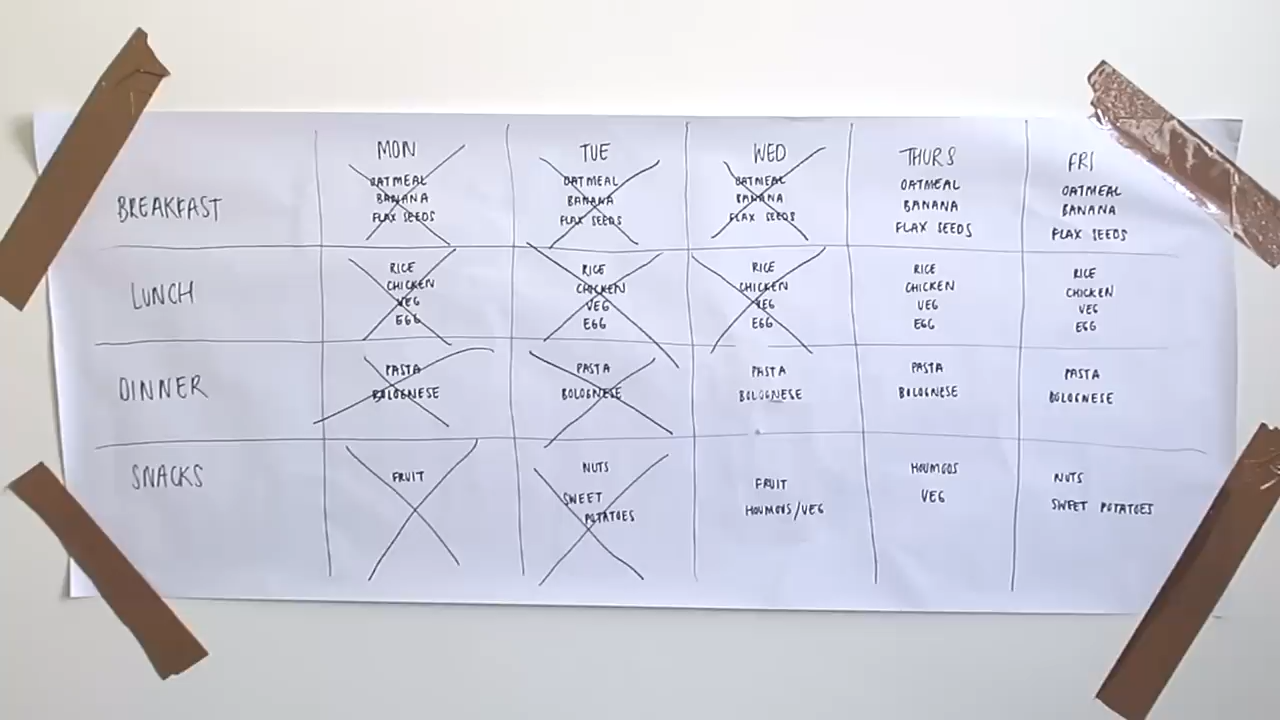 MON TUE WED THURS FRI
BREAKFAST
OATMEAL
BANANA
FLAX SEEDS
OATMEAL
BANANA
FLAX SEEDS
OATMEAL
BANANA
FLAX SEEDS
OATMEAL
BANANA
FLAX SEEDS
OATMEAL
BANANA
FLAX SEEDS
LUNCH
RICE
CHICKEN
VEG
EGG
RICE
CHICKEN
VEG
EGG
RICE
CHICKEN
VEG
EGG
RICE
CHICKEN
VEG
EGG
RICE
CHICKEN
VEG
EGG
DINNER
PASTA
BOLOGNESE
PASTA
BOLOGNESE
PASTA
BOLOGNESE
PASTA
BOLOGNESE
PASTA
BOLOGNESE
SNACKS
FRUIT
NUTS
SWEET
POTATOES
FRUIT
HOUMOUS/VEG
HOUMOOS
VEG
NUTS
SWEET POTATOES